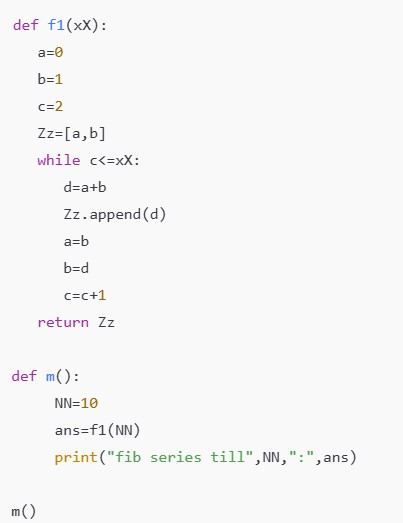 def f1(xX):
   a=0
   b=1
   c=2
   Zz=[a,b]
   while c<=xX:
      d=a+b
      Zz.append(d)
      a=b
      b=d
      c=c+1
   return Zz

def m():
     NN=10
     ans=f1(NN)
     print("fib series till",NN,":",ans)

m()